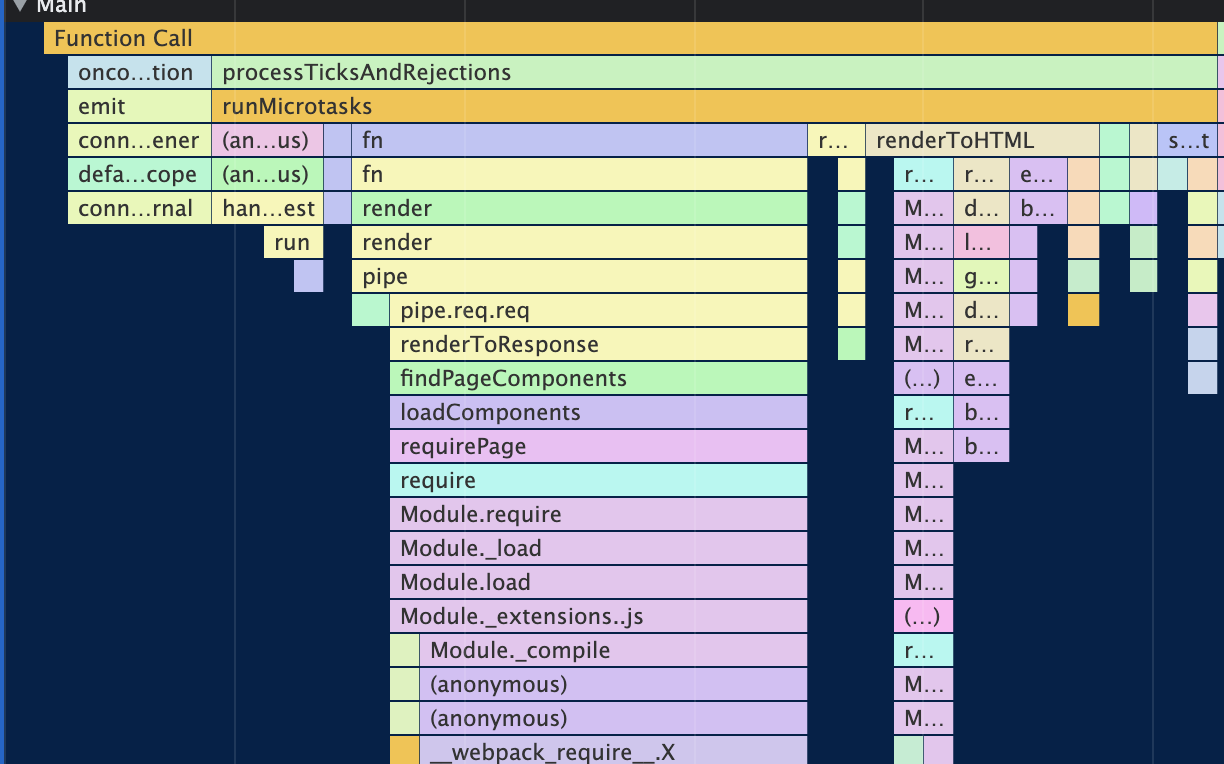 Main
Function Call
onco…tion processTicksAndRejections
emit runMicrotasks
conn…ener (an…us) fn r… renderToHTML s…t
defa…cope (an…us) fn r… r… e…
conn…rnal han…est render M… d… b…
run render M… l…
pipe M… g…
pipe.req.req M… d…
renderToResponse M… r…
findPageComponents (…) e…
loadComponents r… b…
requirePage M… b…
require M…
Module.require M…
Module._load M…
Module.load M…
Module._extensions..js (…)
Module._compile r…
(anonymous) M…
(anonymous) M…
__webpack_require__.X